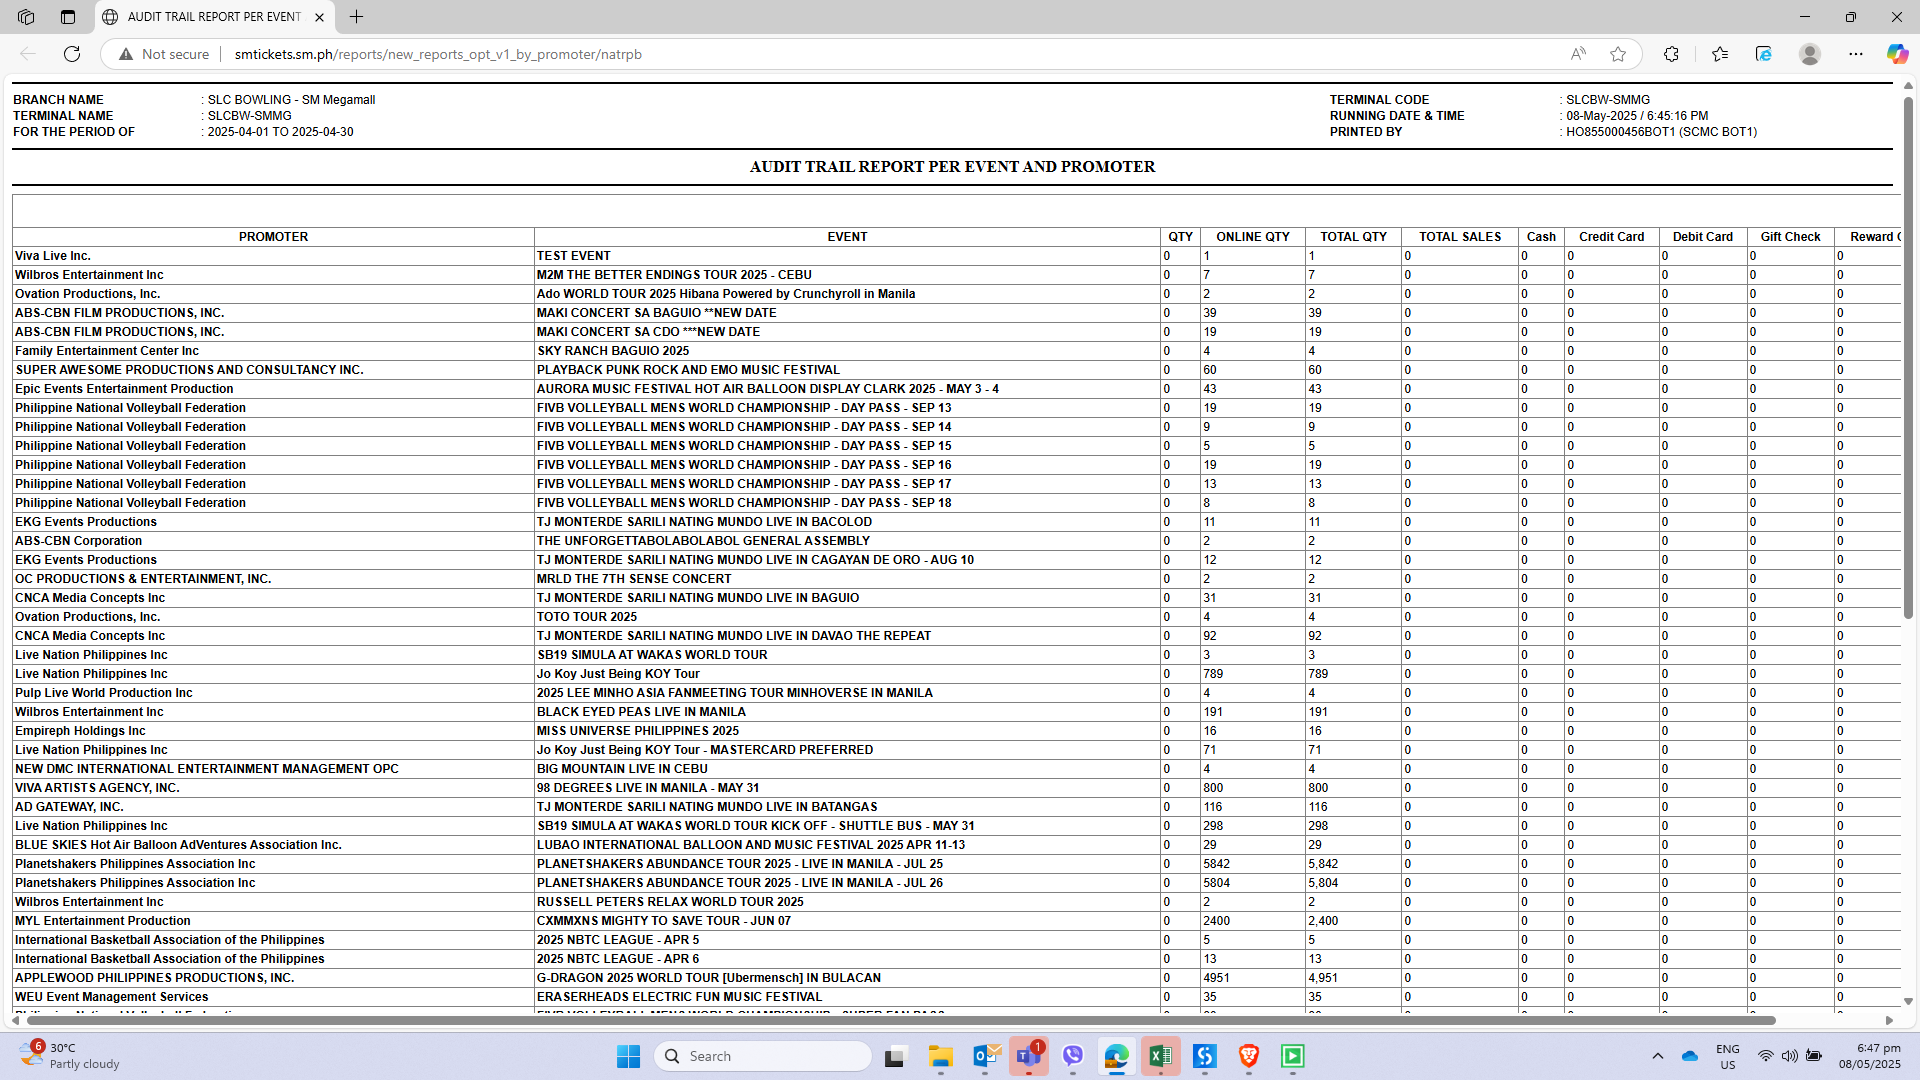 AUDIT TRAIL REPORT PER EVENT
Not secure smtickets.sm.ph/reports/new_reports_opt_v1_by_promoter/natrpb
BRANCH NAME : SLC BOWLING - SM Megamall TERMINAL CODE : SLCBW-SMMG
TERMINAL NAME : SLCBW-SMMG RUNNING DATE & TIME : 08-May-2025 / 6:45:16 PM
FOR THE PERIOD OF : 2025-04-01 TO 2025-04-30 PRINTED BY : HO855000456BOT1 (SCMC BOT1)
AUDIT TRAIL REPORT PER EVENT AND PROMOTER
PROMOTER EVENT QTY ONLINE QTY TOTAL QTY TOTAL SALES Cash Credit Card Debit Card Gift Check Reward
Viva Live Inc. TEST EVENT 0 1 1 0 0 0 0 0 0
Wilbros Entertainment Inc M2M THE BETTER ENDINGS TOUR 2025 - CEBU 0 7 7 0 0 0 0 0 0
Ovation Productions, Inc. Ado WORLD TOUR 2025 Hibana Powered by Crunchyroll in Manila 0 2 2 0 0 0 0 0 0
ABS-CBN FILM PRODUCTIONS, INC. MAKI CONCERT SA BAGUIO **NEW DATE 0 39 39 0 0 0 0 0 0
ABS-CBN FILM PRODUCTIONS, INC. MAKI CONCERT SA CDO ***NEW DATE 0 19 19 0 0 0 0 0 0
Family Entertainment Center Inc SKY RANCH BAGUIO 2025 0 4 4 0 0 0 0 0 0
SUPER AWESOME PRODUCTIONS AND CONSULTANCY INC. PLAYBACK PUNK ROCK AND EMO MUSIC FESTIVAL 0 60 60 0 0 0 0 0 0
Epic Events Entertainment Production AURORA MUSIC FESTIVAL HOT AIR BALLOON DISPLAY CLARK 2025 - MAY 3 - 4 0 43 43 0 0 0 0 0 0
Philippine National Volleyball Federation FIVB VOLLEYBALL MENS WORLD CHAMPIONSHIP - DAY PASS - SEP 13 0 19 19 0 0 0 0 0 0
Philippine National Volleyball Federation FIVB VOLLEYBALL MENS WORLD CHAMPIONSHIP - DAY PASS - SEP 14 0 9 9 0 0 0 0 0 0
Philippine National Volleyball Federation FIVB VOLLEYBALL MENS WORLD CHAMPIONSHIP - DAY PASS - SEP 15 0 5 5 0 0 0 0 0 0
Philippine National Volleyball Federation FIVB VOLLEYBALL MENS WORLD CHAMPIONSHIP - DAY PASS - SEP 16 0 19 19 0 0 0 0 0 0
Philippine National Volleyball Federation FIVB VOLLEYBALL MENS WORLD CHAMPIONSHIP - DAY PASS - SEP 17 0 13 13 0 0 0 0 0 0
Philippine National Volleyball Federation FIVB VOLLEYBALL MENS WORLD CHAMPIONSHIP - DAY PASS - SEP 18 0 8 8 0 0 0 0 0 0
EKG Events Productions TJ MONTERDE SARILI NATING MUNDO LIVE IN BACOLOD 0 11 11 0 0 0 0 0 0
ABS-CBN Corporation THE UNFORGETTABOLABOLABOL GENERAL ASSEMBLY 0 2 2 0 0 0 0 0 0
EKG Events Productions TJ MONTERDE SARILI NATING MUNDO LIVE IN CAGAYAN DE ORO - AUG 10 0 12 12 0 0 0 0 0 0
OC PRODUCTIONS & ENTERTAINMENT, INC. MRLD THE 7TH SENSE CONCERT 0 2 2 0 0 0 0 0 0
CNCA Media Concepts Inc TJ MONTERDE SARILI NATING MUNDO LIVE IN BAGUIO 0 31 31 0 0 0 0 0 0
Ovation Productions, Inc. TOTO TOUR 2025 0 4 4 0 0 0 0 0 0
CNCA Media Concepts Inc TJ MONTERDE SARILI NATING MUNDO LIVE IN DAVAO THE REPEAT 0 92 92 0 0 0 0 0 0
Live Nation Philippines Inc SB19 SIMULA AT WAKAS WORLD TOUR 0 3 3 0 0 0 0 0 0
Live Nation Philippines Inc Jo Koy Just Being KOY Tour 0 789 789 0 0 0 0 0 0
Pulp Live World Production Inc 2025 LEE MINHO ASIA FANMEETING TOUR MINHOVERSE IN MANILA 0 4 4 0 0 0 0 0 0
Wilbros Entertainment Inc BLACK EYED PEAS LIVE IN MANILA 0 191 191 0 0 0 0 0 0
Empireph Holdings Inc MISS UNIVERSE PHILIPPINES 2025 0 16 16 0 0 0 0 0 0
Live Nation Philippines Inc Jo Koy Just Being KOY Tour - MASTERCARD PREFERRED 0 71 71 0 0 0 0 0 0
NEW DMC INTERNATIONAL ENTERTAINMENT MANAGEMENT OPC BIG MOUNTAIN LIVE IN CEBU 0 4 4 0 0 0 0 0 0
VIVA ARTISTS AGENCY, INC. 98 DEGREES LIVE IN MANILA - MAY 31 0 800 800 0 0 0 0 0 0
AD GATEWAY, INC. TJ MONTERDE SARILI NATING MUNDO LIVE IN BATANGAS 0 116 116 0 0 0 0 0 0
Live Nation Philippines Inc SB19 SIMULA AT WAKAS WORLD TOUR KICK OFF - SHUTTLE BUS - MAY 31 0 298 298 0 0 0 0 0 0
BLUE SKIES Hot Air Balloon AdVentures Association Inc. LUBAO INTERNATIONAL BALLOON AND MUSIC FESTIVAL 2025 APR 11-13 0 29 29 0 0 0 0 0 0
Planetshakers Philippines Association Inc PLANETSHAKERS ABUNDANCE TOUR 2025 - LIVE IN MANILA - JUL 25 0 5842 5,842 0 0 0 0 0 0
Planetshakers Philippines Association Inc PLANETSHAKERS ABUNDANCE TOUR 2025 - LIVE IN MANILA - JUL 26 0 5804 5,804 0 0 0 0 0 0
Wilbros Entertainment Inc RUSSELL PETERS RELAX WORLD TOUR 2025 0 2 2 0 0 0 0 0 0
MYL Entertainment Production CXMMXNS MIGHTY TO SAVE TOUR - JUN 07 0 2400 2,400 0 0 0 0 0 0
International Basketball Association of the Philippines 2025 NBTC LEAGUE - APR 5 0 5 5 0 0 0 0 0 0
International Basketball Association of the Philippines 2025 NBTC LEAGUE - APR 6 0 13 13 0 0 0 0 0 0
APPLEWOOD PHILIPPINES PRODUCTIONS, INC. G-DRAGON 2025 WORLD TOUR [Ubermensch] IN BULACAN 0 4951 4,951 0 0 0 0 0 0
WEU Event Management Services ERASERHEADS ELECTRIC FUN MUSIC FESTIVAL 0 35 35 0 0 0 0 0 0
6 30°C Search 1 ENG 6:47 pm
Partly cloudy US 08/05/2025